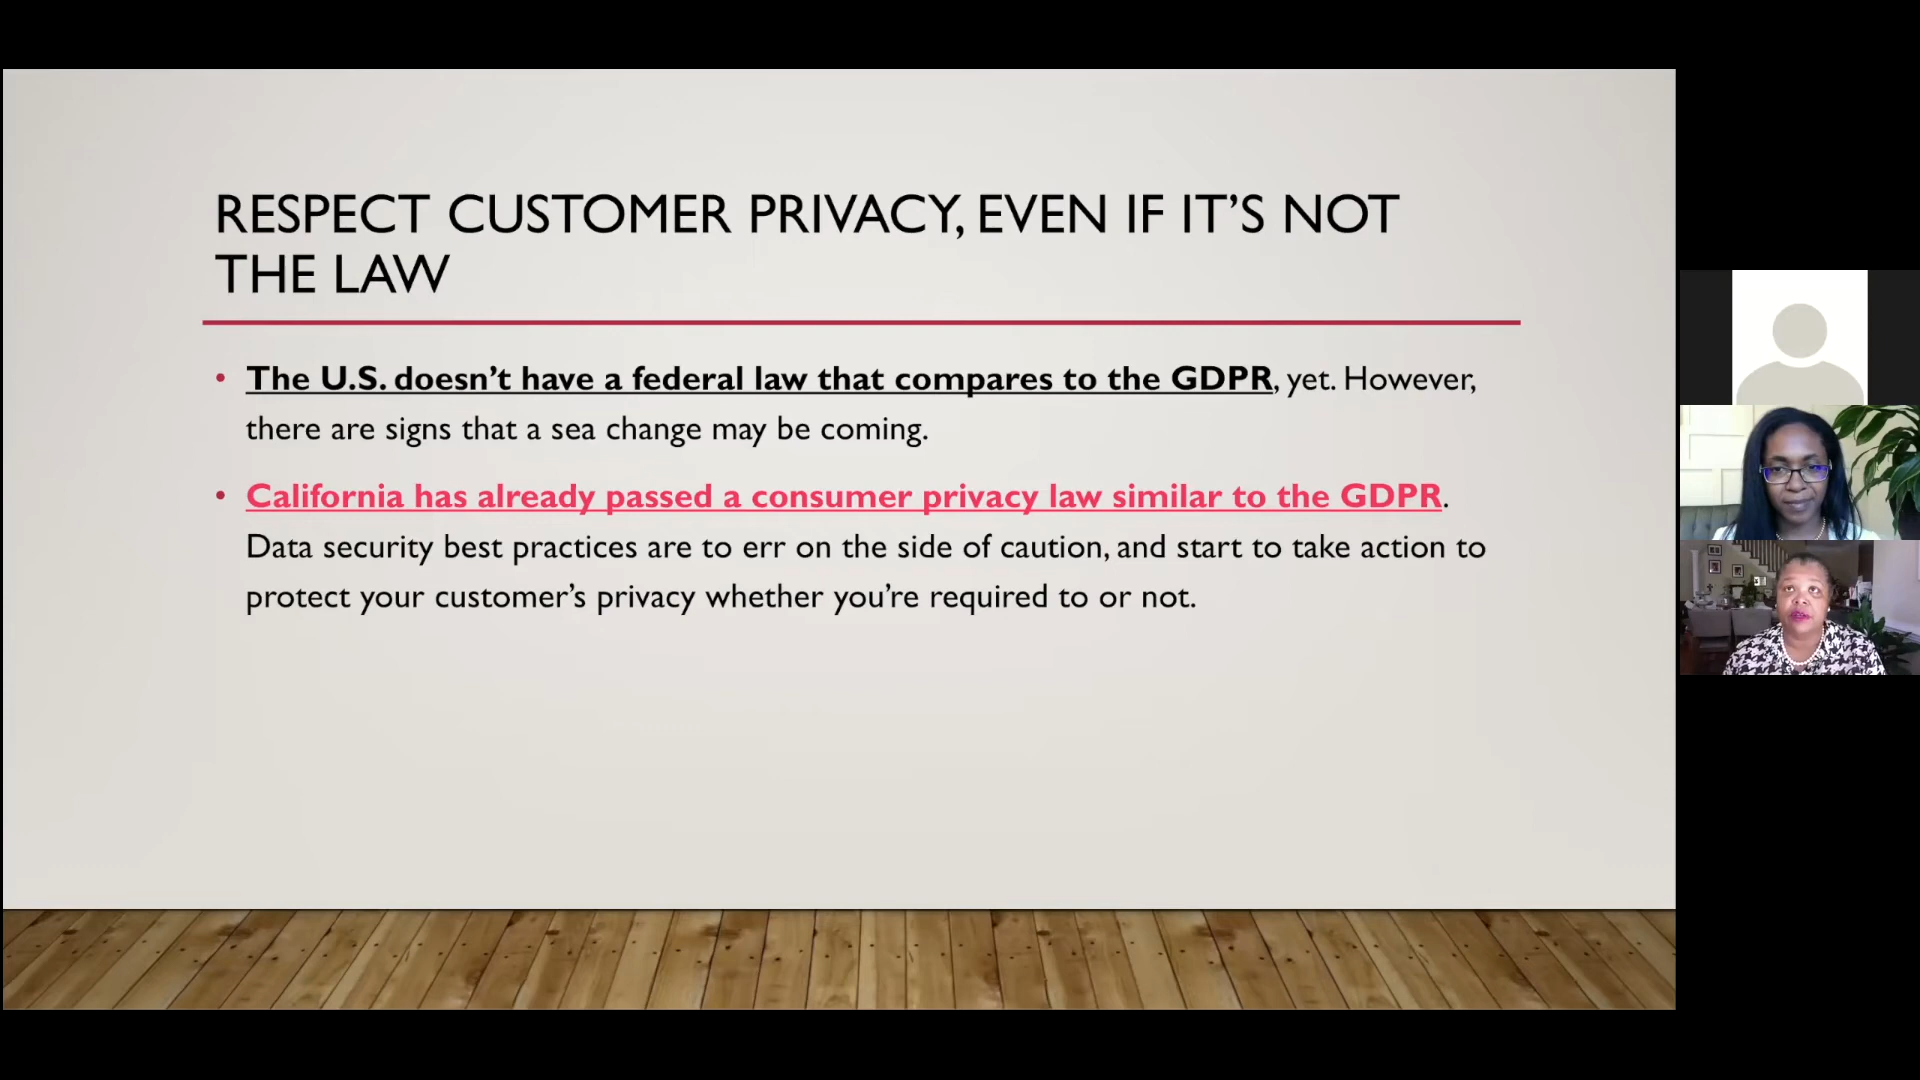 RESPECT CUSTOMER PRIVACY, EVEN IF IT’S NOT
THE LAW
• The U.S. doesn’t have a federal law that compares to the GDPR, yet. However,
there are signs that a sea change may be coming.
• California has already passed a consumer privacy law similar to the GDPR.
Data security best practices are to err on the side of caution, and start to take action to
protect your customer’s privacy whether you’re required to or not.